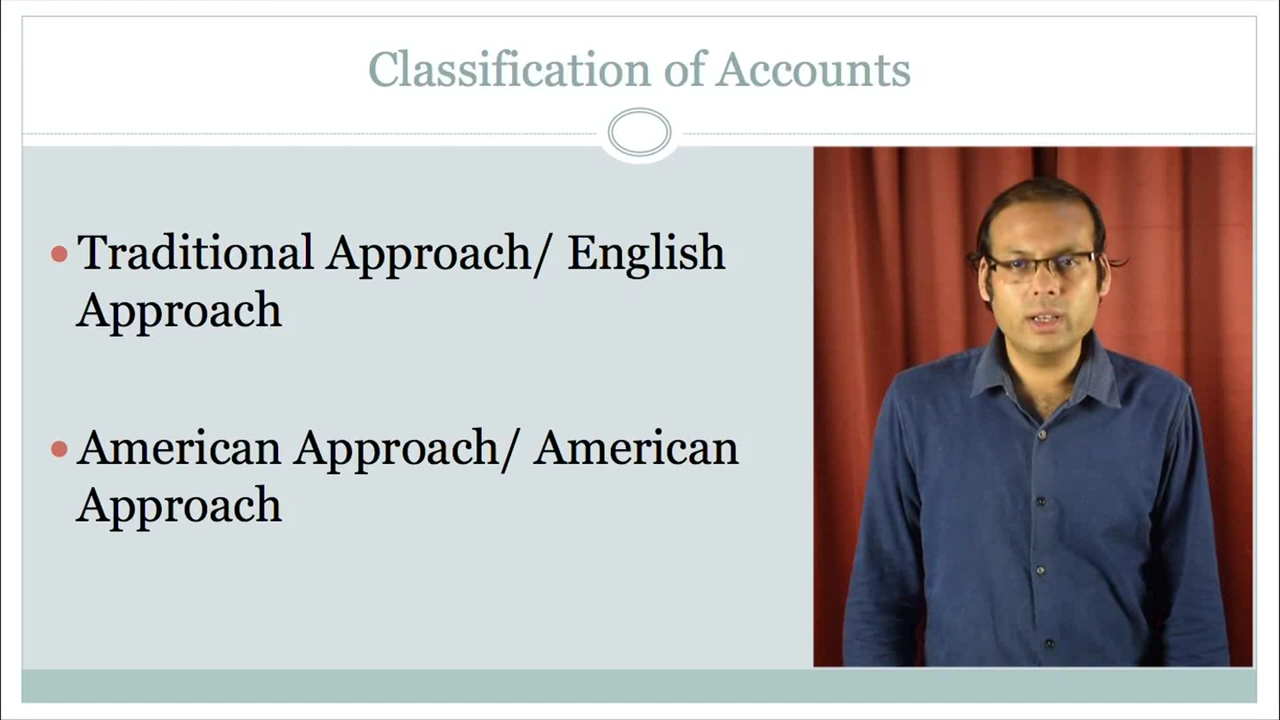 Classification of Accounts
Traditional Approach/ English
Approach
American Approach/ American
Approach